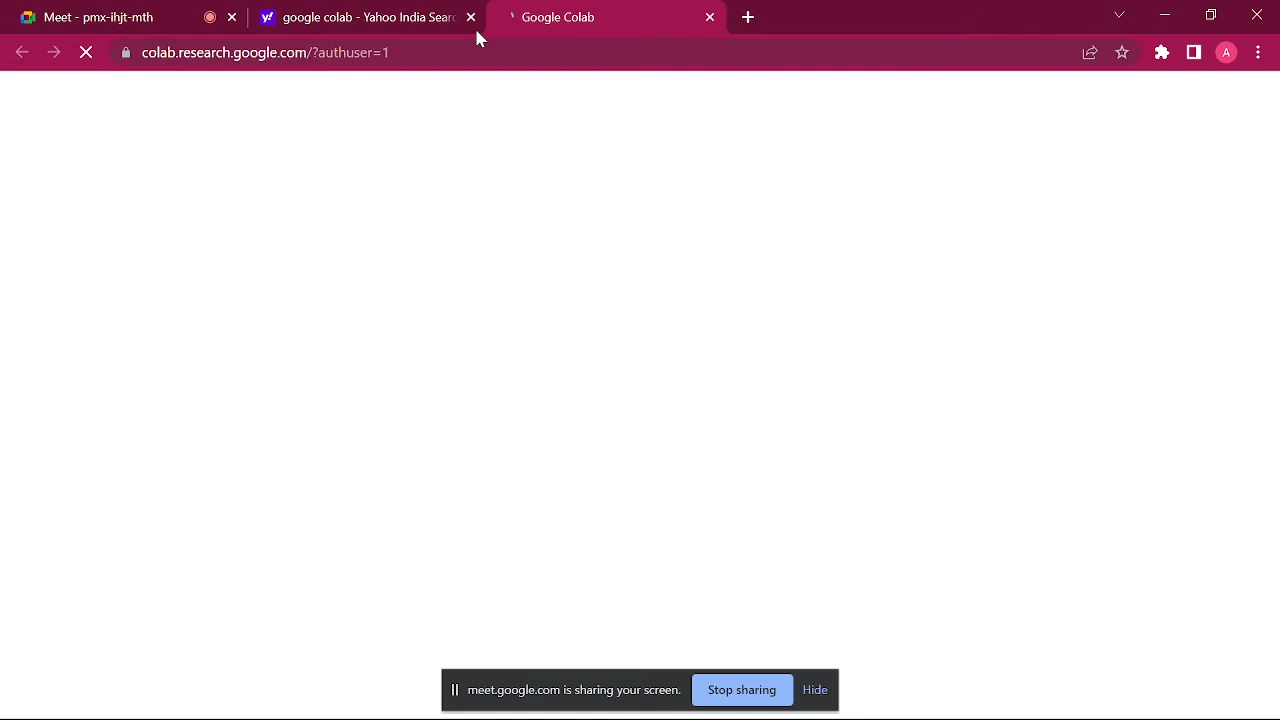 Meet - pmx-ihjt-mth
google colab - Yahoo India Sear
Google Colab
colab.research.google.com/?authuser=1
A
meet.google.com is sharing your screen.
Stop sharing
Hide